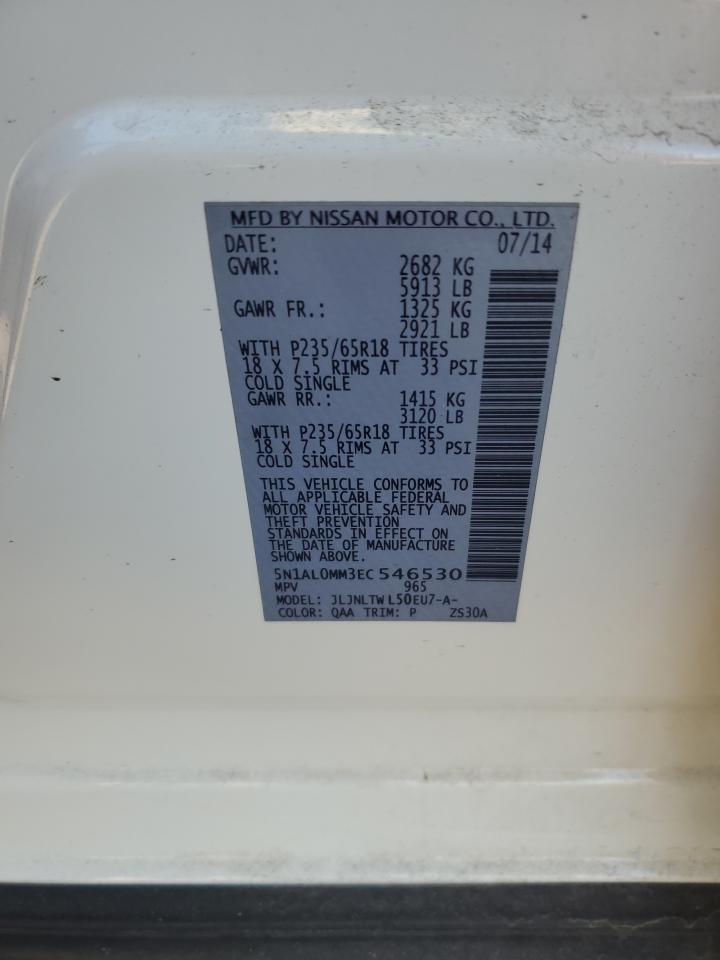 MFD BY NISSAN MOTOR CO., LTD.
DATE: 07/14
GVWR: 2682 KG
5913 LB
GAWR FR.: 1325 KG
2921 LB
WITH P235/65R18 TIRES
18 X 7.5 RIMS AT 33 PSI
COLD SINGLE
GAWR RR.: 1415 KG
3120 LB
WITH P235/65R18 TIRES
18 X 7.5 RIMS AT 33 PSI
COLD SINGLE
THIS VEHICLE CONFORMS TO
ALL APPLICABLE FEDERAL
MOTOR VEHICLE SAFETY AND
THEFT PREVENTION
STANDARDS IN EFFECT ON
THE DATE OF MANUFACTURE
SHOWN ABOVE.
5N1AL0MM3EC546530
MPV 965
MODEL: JLJNLTWL50EU7-A-
COLOR: QAA TRIM: P ZS30A